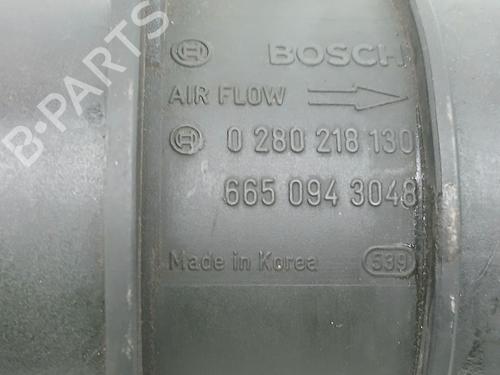 BOSCH
AIR FLOW
0 280 218 130
665 094 3048
Made in Korea 539
B-PARTS